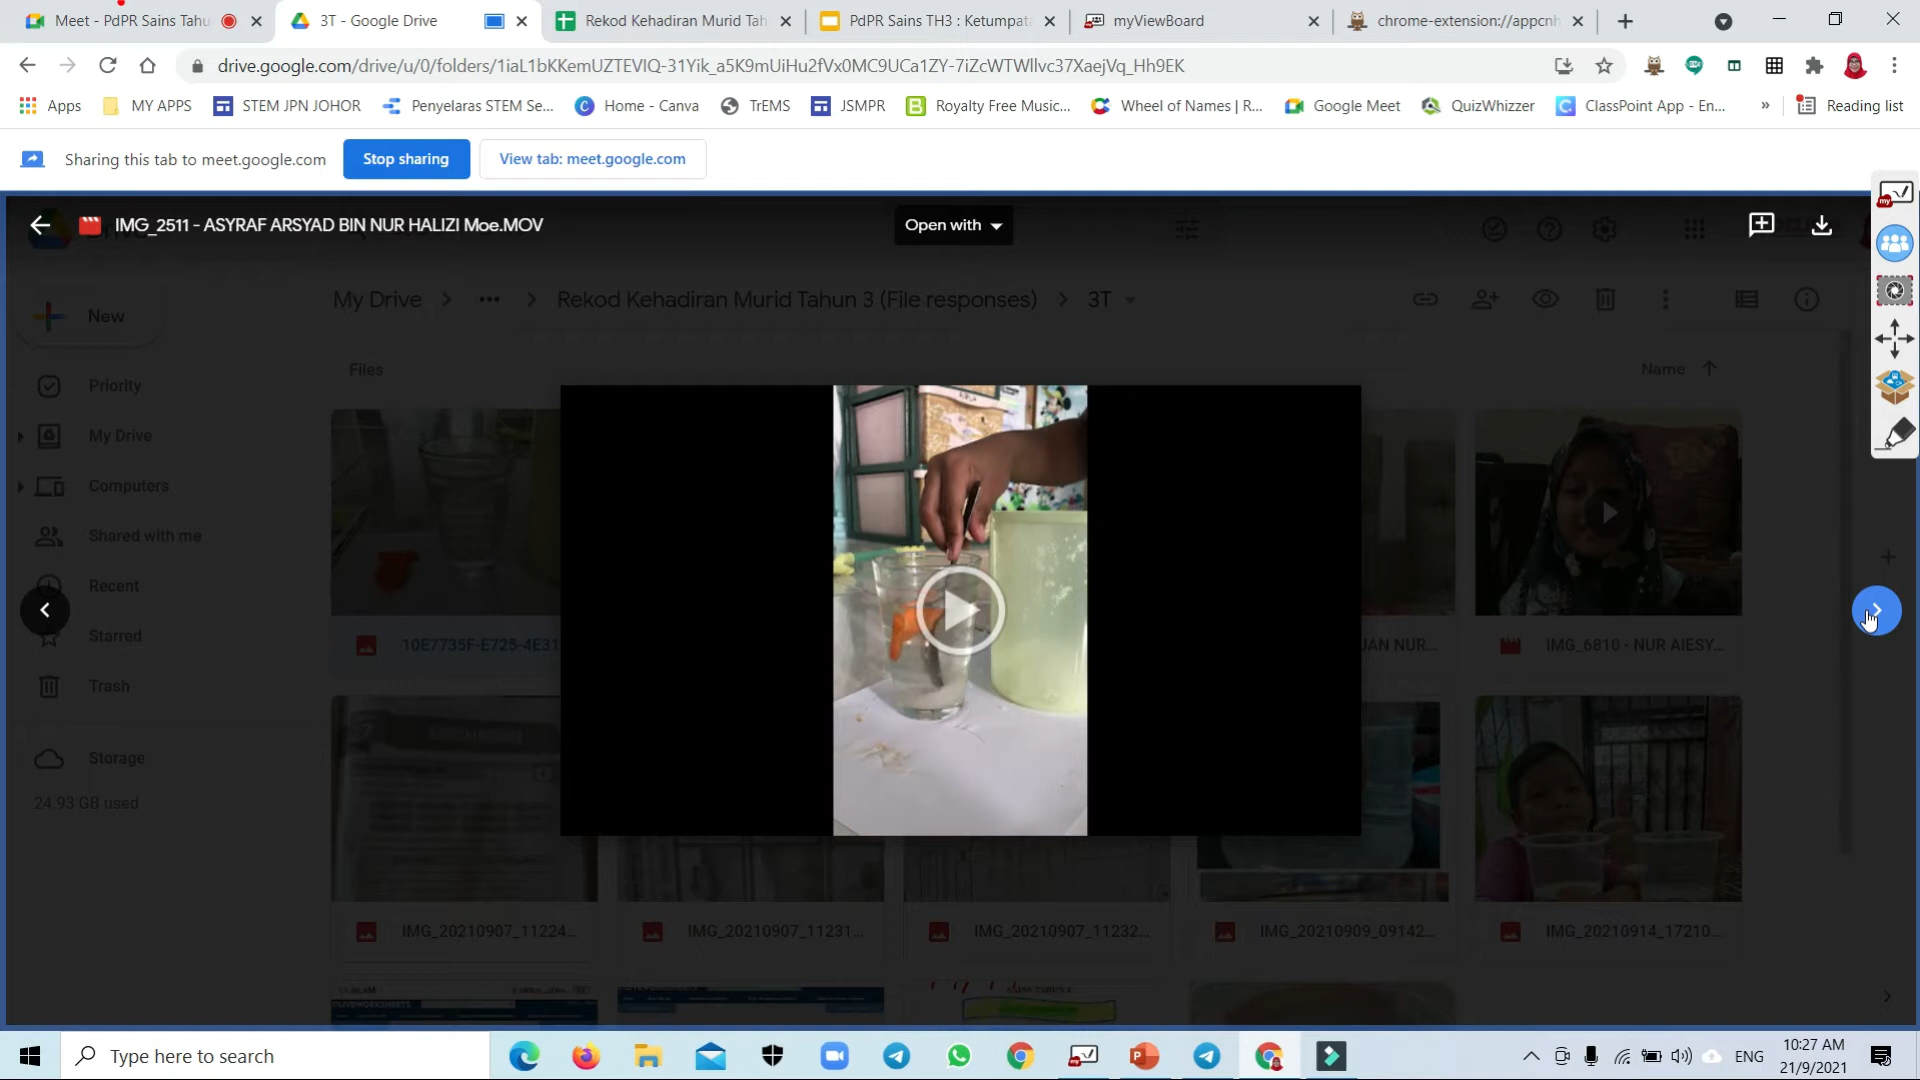 Meet - PdPR Sains Tahu
3T - Google Drive
Rekod Kehadiran Murid Tah
PdPR Sains TH3 : Ketumpata
myViewBoard
chrome-extension://appcnh
drive.google.com/drive/u/0/folders/1iaL1bKKemUZTEVIQ-31Yik_a5K9mUiHu2fVx0MC9UCa1ZY-7iZcWTWllvc37XaejVq_Hh9EK
Apps
MY APPS
STEM JPN JOHOR
Penyelaras STEM Se...
Home - Canva
TrEMS
JSMPR
Royalty Free Music...
Wheel of Names | R...
Google Meet
QuizWhizzer
ClassPoint App - En...
»
Reading list
Sharing this tab to meet.google.com
Stop sharing
View tab: meet.google.com
IMG_2511 - ASYRAF ARSYAD BIN NUR HALIZI Moe.MOV
Open with
New
My Drive > ... > Rekod Kehadiran Murid Tahun 3 (File responses) > 3T
Files
Name
Priority
My Drive
Computers
Shared with me
Recent
Starred
Trash
Storage
24.93 GB used
10E7735F-E725-4E31
JAN NUR...
IMG_6810 - NUR AIESY...
IMG_20210907_11224...
IMG_20210907_11231...
IMG_20210907_11232...
IMG_20210909_09142...
IMG_20210914_17210...
Type here to search
ENG
10:27 AM
21/9/2021